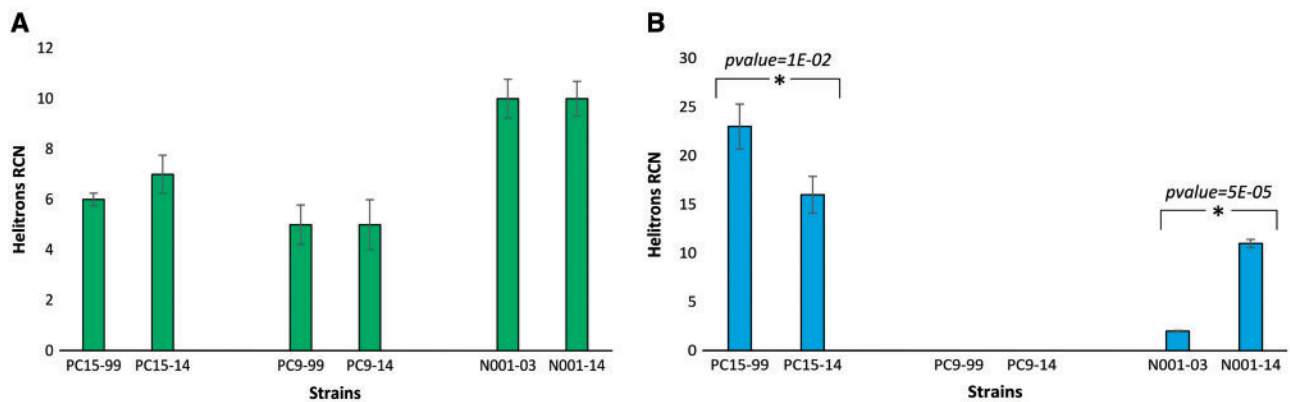 A
12
10
8
6
4
2
0
Helitrons RCN
PC15-99 PC15-14 PC9-99 PC9-14 N001-03 N001-14
Strains
B
30
25
20
15
10
5
0
Helitrons RCN
pvalue=1E-02
*
pvalue=5E-05
*
PC15-99 PC15-14 PC9-99 PC9-14 N001-03 N001-14
Strains